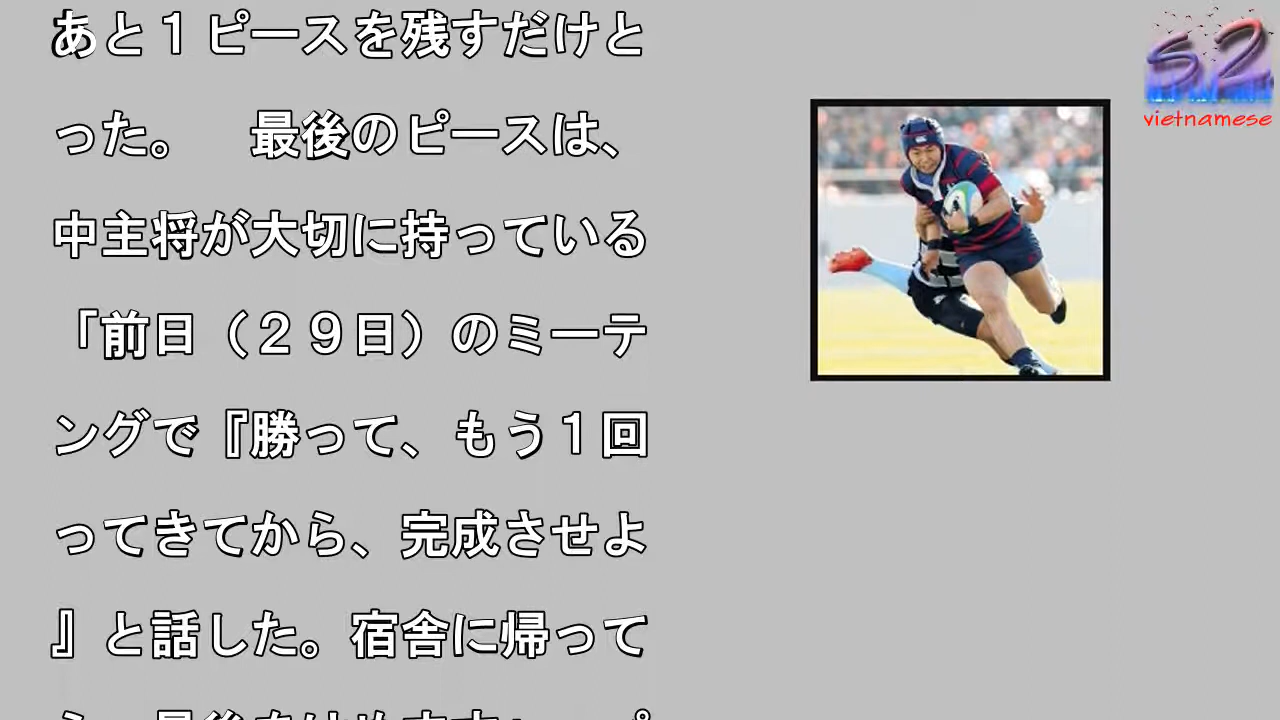 あと１ピースを残すだけと
った。　最後のピースは、
中主将が大切に持っている
「前日（２９日）のミーテ
ングで『勝って、もう１回
ってきてから、完成させよ
』と話した。宿舎に帰って
S2
vietnamese